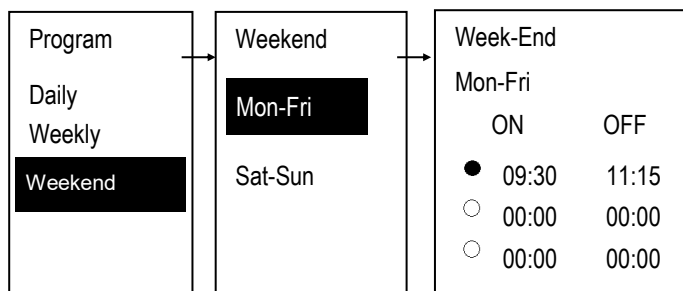 Program
Daily
Weekly
Weekend
Weekend
Mon-Fri
Sat-Sun
Week-End
Mon-Fri
ON OFF
09:30 11:15
00:00 00:00
00:00 00:00